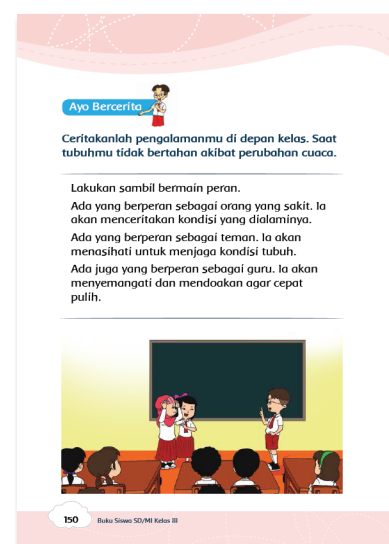 Ayo Bercerita
Ceritakanlah pengalamanmu di depan kelas. Saat
tubuhmu tidak bertahan akibat perubahan cuaca.
Lakukan sambil bermain peran.
Ada yang berperan sebagai orang yang sakit. Ia
akan menceritakan kondisi yang dialaminya.
Ada yang berperan sebagai teman. Ia akan
menasihati untuk menjaga kondisi tubuh.
Ada juga yang berperan sebagai guru. Ia akan
menyemangati dan mendoakan agar cepat
pulih.
150 Buku Siswa SD/MI Kelas III